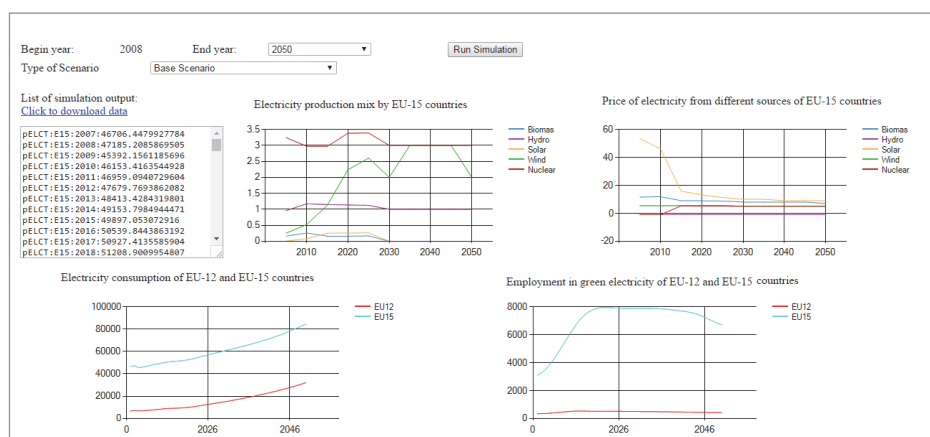 Begin year: 2008 End year: 2050 Run Simulation
Type of Scenario Base Scenario
List of simulation output:
Click to download data
pELCT:E15:2007:46706.4479927784
pELCT:E15:2008:47185.2085869505
pELCT:E15:2009:45392.1561185696
pELCT:E15:2010:46153.4163544928
pELCT:E15:2011:46959.0940729604
pELCT:E15:2012:47679.7693862082
pELCT:E15:2013:48413.4284319801
pELCT:E15:2014:49153.7984944471
pELCT:E15:2015:49897.053072916
pELCT:E15:2016:50539.8443863192
pELCT:E15:2017:50927.4135585904
pELCT:E15:2018:51208.9009954807
Electricity production mix by EU-15 countries
3.5
3
2.5
2
1.5
1
0.5
0
2010 2020 2030 2040 2050
Biomas
Hydro
Solar
Wind
Nuclear
Price of electricity from different sources of EU-15 countries
60
40
20
0
-20
2010 2020 2030 2040 2050
Biomas
Hydro
Solar
Wind
Nuclear
Electricity consumption of EU-12 and EU-15 countries
100000
80000
60000
40000
20000
0
0 2026 2046
EU12
EU15
Employment in green electricity of EU-12 and EU-15 countries
8000
6000
4000
2000
0
0 2026 2046
EU12
EU15